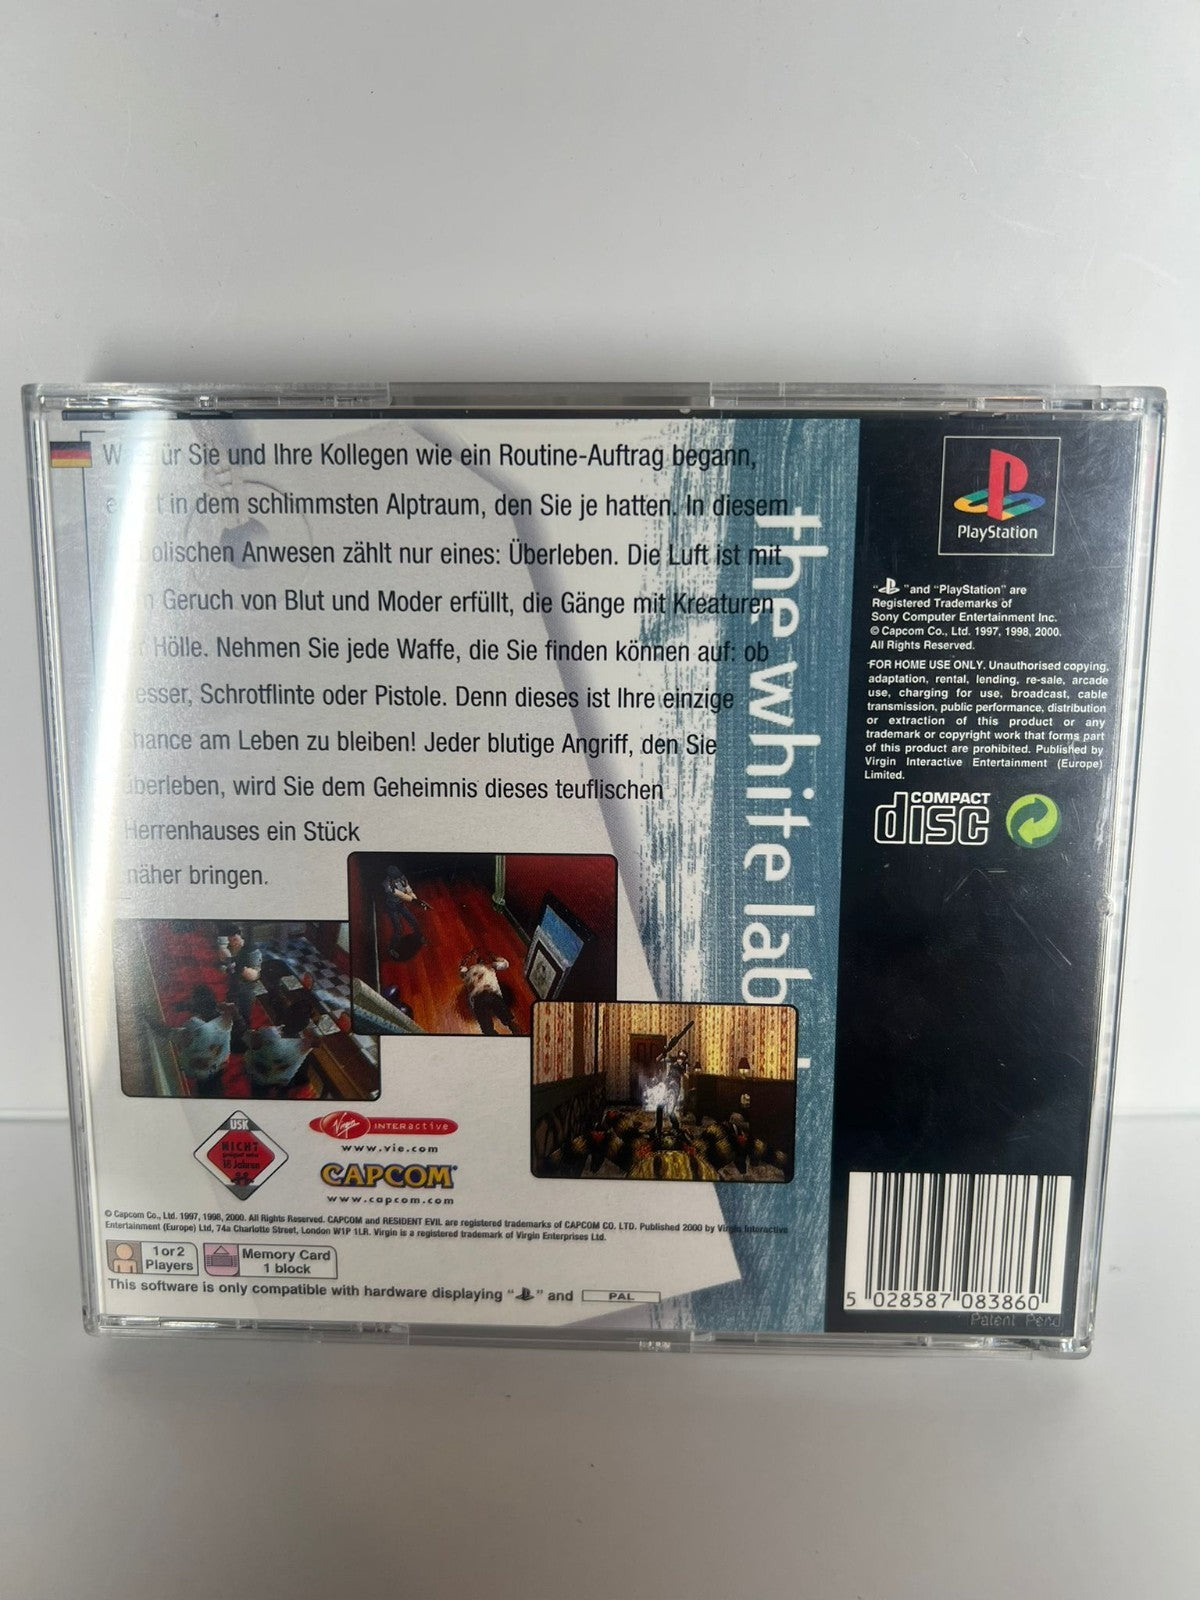 für Sie und Ihre Kollegen wie ein Routine-Auftrag begann,
in dem schlimmsten Alptraum, den Sie je hatten. In diesem
Anwesen zählt nur eines: Überleben. Die Luft ist mit
Geruch von Blut und Moder erfüllt, die Gänge mit Kreaturen
Hölle. Nehmen Sie jede Waffe, die Sie finden können auf: ob
esser, Schrotflinte oder Pistole. Denn dieses ist Ihre einzige
hance am Leben zu bleiben! Jeder blutige Angriff, den Sie
überleben, wird Sie dem Geheimnis dieses teuflischen
Herrenhauses ein Stück
näher bringen.
the white lab
USK
NICHT
geeignet unter
18 Jahren
Virgin INTERactive
www.vie.com
CAPCOM
www.capcom.com
© Capcom Co., Ltd. 1997, 1998, 2000. All Rights Reserved. CAPCOM and RESIDENT EVIL are registered trademarks of CAPCOM CO. LTD. Published 2000 by Virgin Interactive
Entertainment (Europe) Ltd, 74a Charlotte Street, London W1P 1LR. Virgin is a registered trademark of Virgin Enterprises Ltd.
1 or 2
Players
Memory Card
1 block
This software is only compatible with hardware displaying " " and PAL
PlayStation
" " and "PlayStation" are
Registered Trademarks of
Sony Computer Entertainment Inc.
© Capcom Co., Ltd. 1997, 1998, 2000.
All Rights Reserved.
FOR HOME USE ONLY. Unauthorised copying,
adaptation, rental, lending, re-sale, arcade
use, charging for use, broadcast, cable
transmission, public performance, distribution
or extraction of this product or any
trademark or copyright work that forms part
of this product are prohibited. Published by
Virgin Interactive Entertainment (Europe)
Limited.
COMPACT
disc
5 028587 083860
Patent Pend